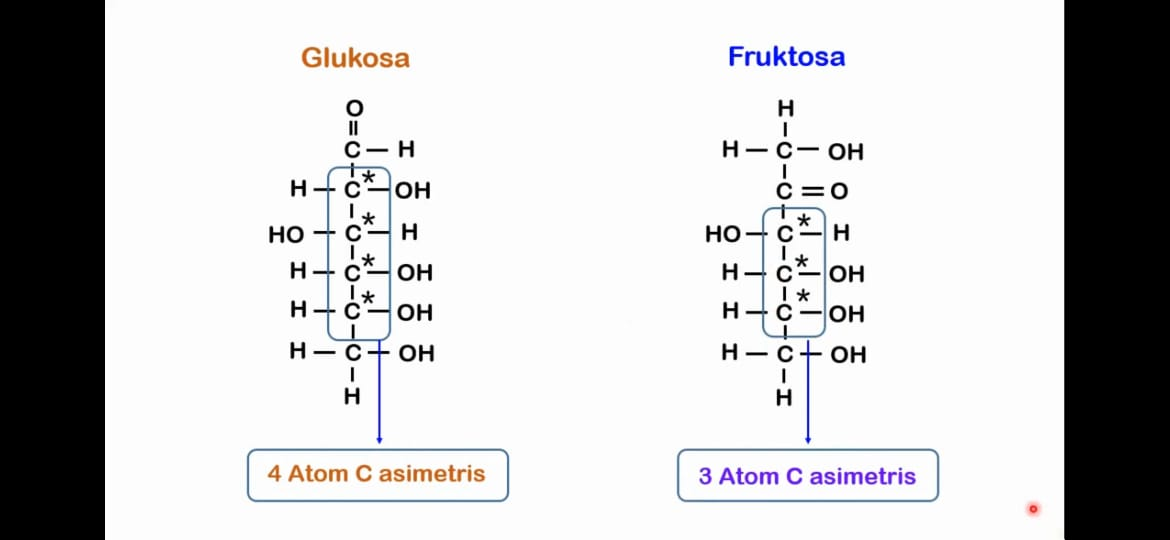 Glukosa
O
C — H
H — C* — OH
HO — C* — H
H — C* — OH
H — C* — OH
H — C — OH
H
4 Atom C asimetris
Fruktosa
H
H — C — OH
C = O
HO — C* — H
H — C* — OH
H — C* — OH
H — C — OH
H
3 Atom C asimetris